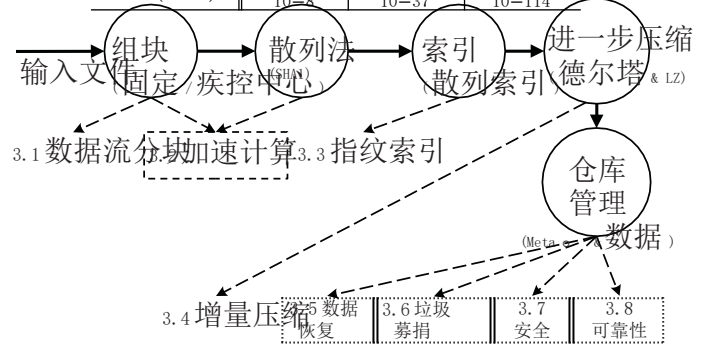 10−8 10−37 10−114
输入文件
组块
(固定/疾控中心)
散列法
(SHA1)
索引
(散列索引)
进一步压缩
(德尔塔 & LZ)
3.1 数据流分块
3.2 加速计算
3.3 指纹索引
仓库
管理
(Meta & 数据)
3.4 增量压缩
3.5 数据
恢复
3.6 垃圾
募捐
3.7
安全
3.8
可靠性